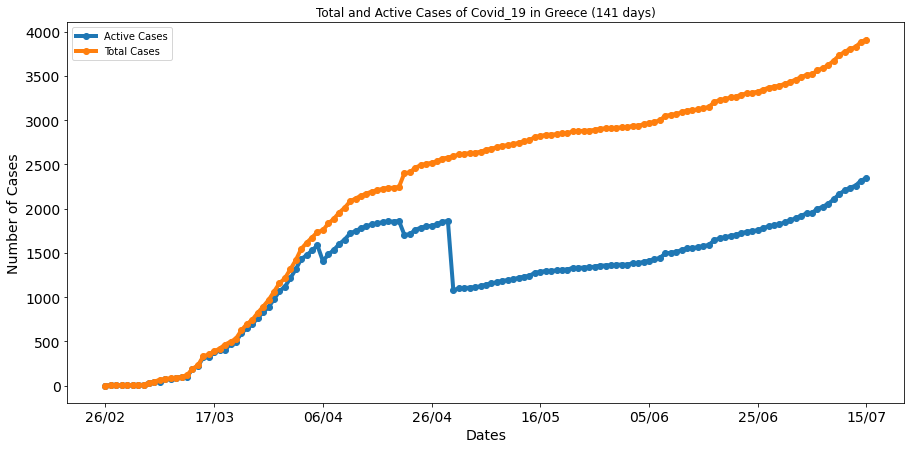 Total and Active Cases of Covid_19 in Greece (141 days)
Active Cases
Total Cases
4000
3500
3000
2500
2000
1500
1000
500
0
Number of Cases
26/02 17/03 06/04 26/04 16/05 05/06 25/06 15/07
Dates